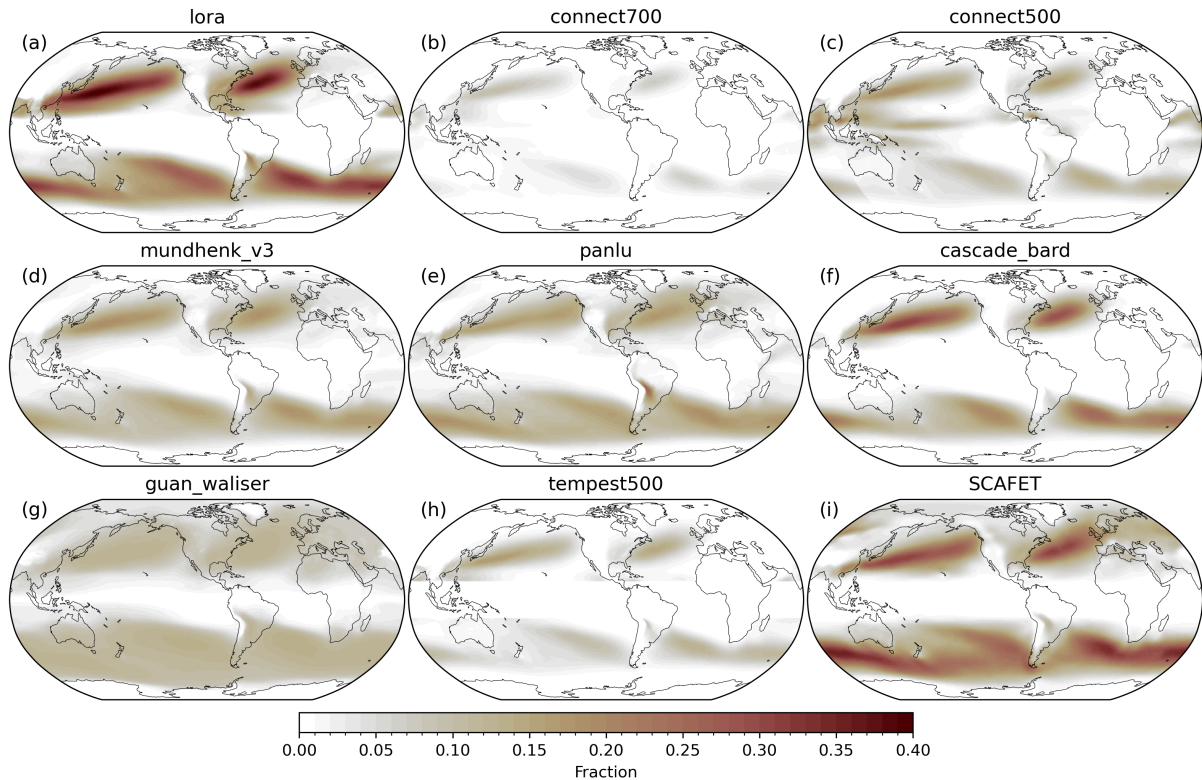 lora
connect700
connect500
(a)
(b)
(c)
mundhenk_v3
panlu
cascade_bard
(d)
(e)
(f)
guan_waliser
tempest500
SCAFET
(g)
(h)
(i)
0.00 0.05 0.10 0.15 0.20 0.25 0.30 0.35 0.40
Fraction